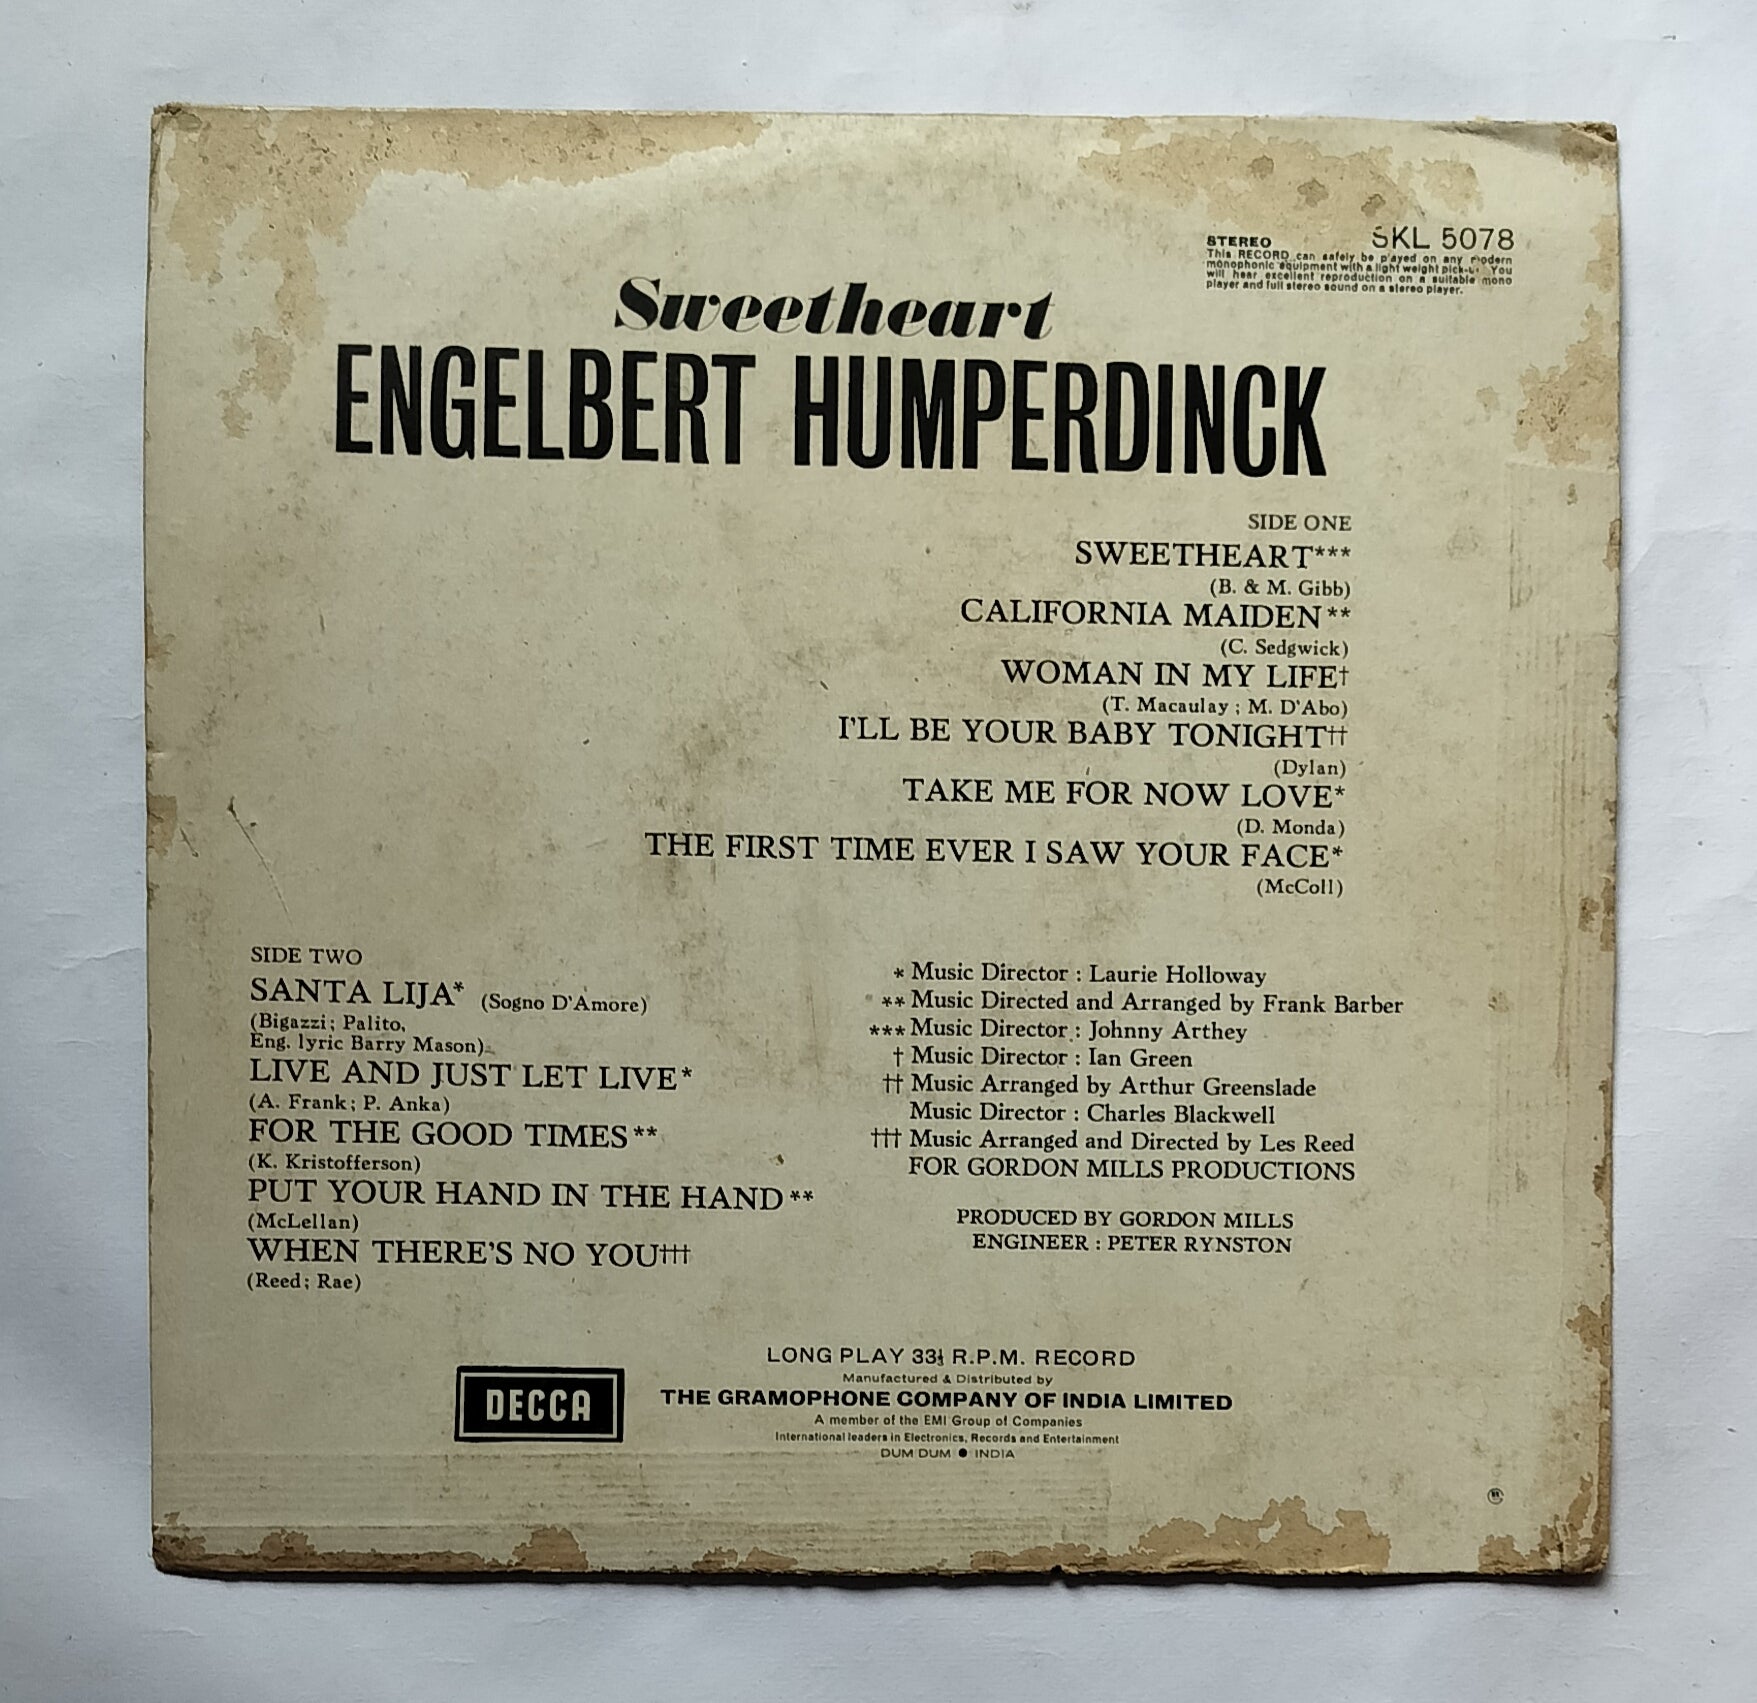 SKL 5078
STEREO
This RECORD can safely be played on any modern
monophonic equipment with a light weight pick-up. You
will hear excellent reproduction on a suitable mono
player and full stereo sound on a stereo player.
Sweetheart
ENGELBERT HUMPERDINCK
SIDE ONE
SWEETHEART***
(B. & M. Gibb)
CALIFORNIA MAIDEN**
(C. Sedgwick)
WOMAN IN MY LIFE†
(T. Macaulay ; M. D'Abo)
I'LL BE YOUR BABY TONIGHT††
(Dylan)
TAKE ME FOR NOW LOVE*
(D. Monda)
THE FIRST TIME EVER I SAW YOUR FACE*
(McColl)
SIDE TWO
SANTA LIJA* (Sogno D'Amore)
(Bigazzi; Palito,
Eng. lyric Barry Mason)
LIVE AND JUST LET LIVE*
(A. Frank; P. Anka)
FOR THE GOOD TIMES**
(K. Kristofferson)
PUT YOUR HAND IN THE HAND**
(McLellan)
WHEN THERE'S NO YOU†††
(Reed; Rae)
* Music Director : Laurie Holloway
** Music Directed and Arranged by Frank Barber
*** Music Director : Johnny Arthey
† Music Director : Ian Green
†† Music Arranged by Arthur Greenslade
Music Director : Charles Blackwell
††† Music Arranged and Directed by Les Reed
FOR GORDON MILLS PRODUCTIONS
PRODUCED BY GORDON MILLS
ENGINEER : PETER RYNSTON
DECCA
LONG PLAY 33⅓ R.P.M. RECORD
Manufactured & Distributed by
THE GRAMOPHONE COMPANY OF INDIA LIMITED
A member of the EMI Group of Companies
International leaders in Electronics, Records and Entertainment
DUM DUM ● INDIA